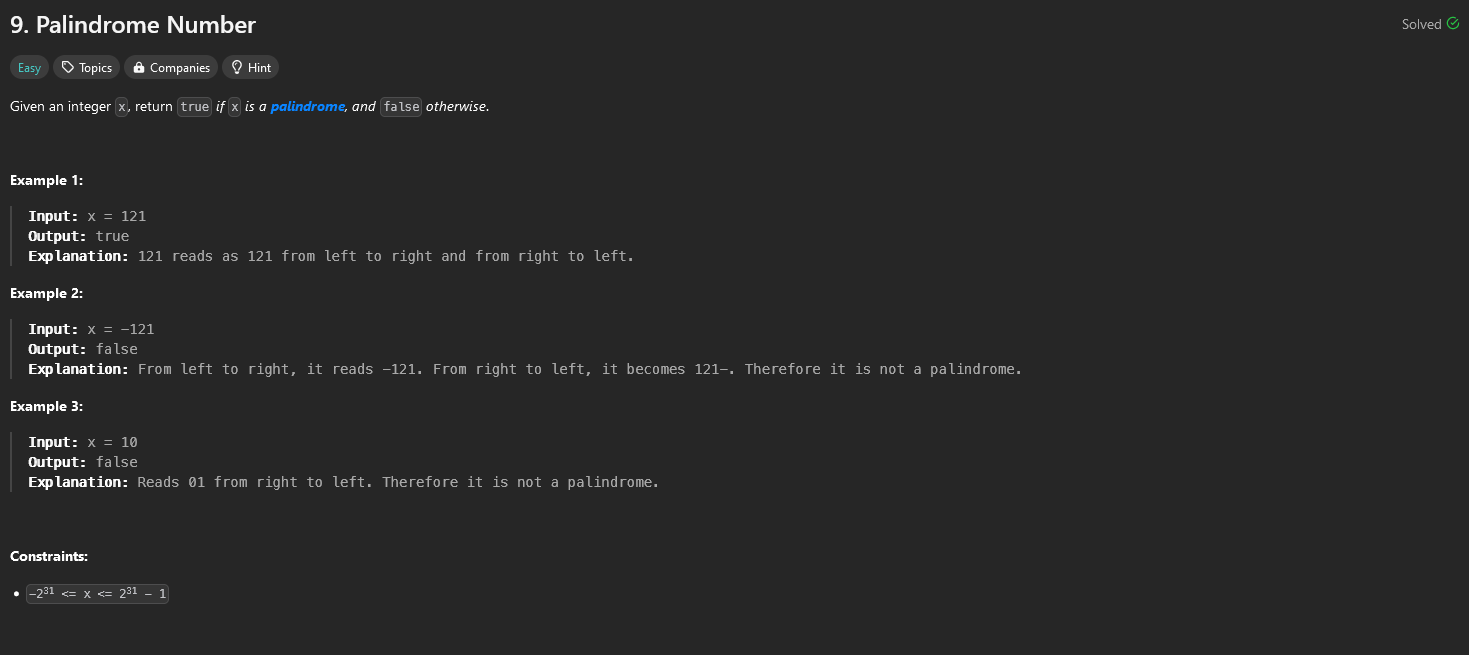 9. Palindrome Number
Solved
Easy Topics Companies Hint
Given an integer x, return true if x is a palindrome, and false otherwise.
Example 1:
Input: x = 121
Output: true
Explanation: 121 reads as 121 from left to right and from right to left.
Example 2:
Input: x = -121
Output: false
Explanation: From left to right, it reads -121. From right to left, it becomes 121-. Therefore it is not a palindrome.
Example 3:
Input: x = 10
Output: false
Explanation: Reads 01 from right to left. Therefore it is not a palindrome.
Constraints:
• -2³¹ <= x <= 2³¹ - 1